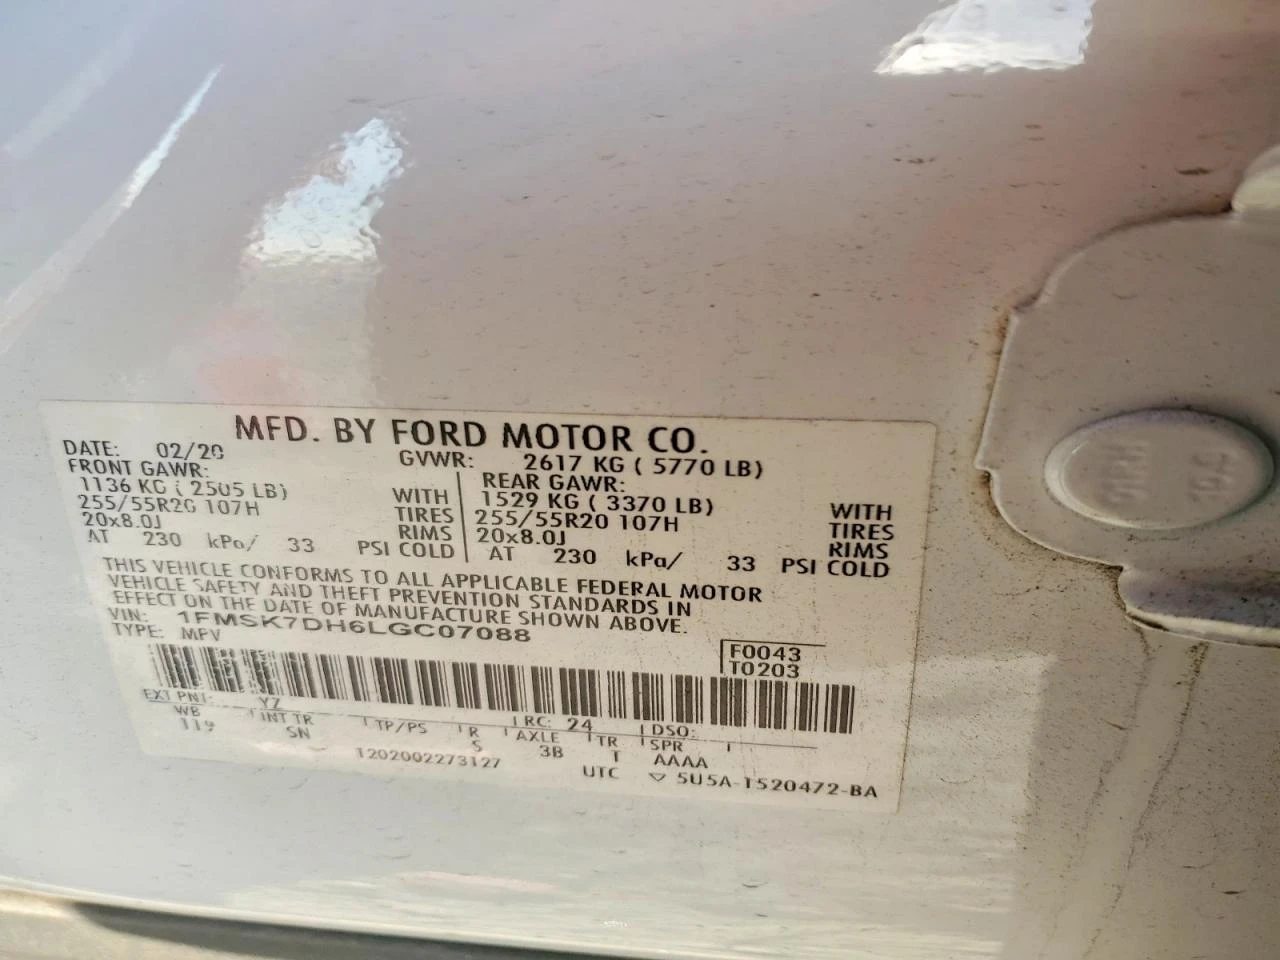 MFD. BY FORD MOTOR CO.
DATE: 02/20 GVWR: 2617 KG ( 5770 LB)
FRONT GAWR: REAR GAWR:
1136 KG ( 2505 LB) WITH 1529 KG ( 3370 LB) WITH
255/55R20 107H TIRES 255/55R20 107H TIRES
20x8.0J RIMS 20x8.0J RIMS
AT 230 kPa/ 33 PSI COLD AT 230 kPa/ 33 PSI COLD
THIS VEHICLE CONFORMS TO ALL APPLICABLE FEDERAL MOTOR
VEHICLE SAFETY AND THEFT PREVENTION STANDARDS IN
EFFECT ON THE DATE OF MANUFACTURE SHOWN ABOVE.
VIN: 1FMSK7DH6LGC07088
TYPE: MPV
F0043
T0203
EXT PNT: YZ RC: 24 DSO:
WB INT TR TP/PS R AXLE TR SPR
119 SN S 3B T AAAA
1202002273127
UTC ▽ 5U5A-1520472-BA